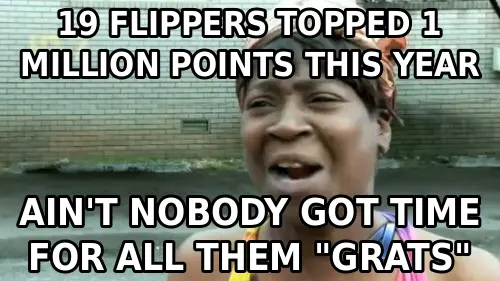 19 FLIPPERS TOPPED 1
MILLION POINTS THIS YEAR
AIN'T NOBODY GOT TIME
FOR ALL THEM "GRATS"